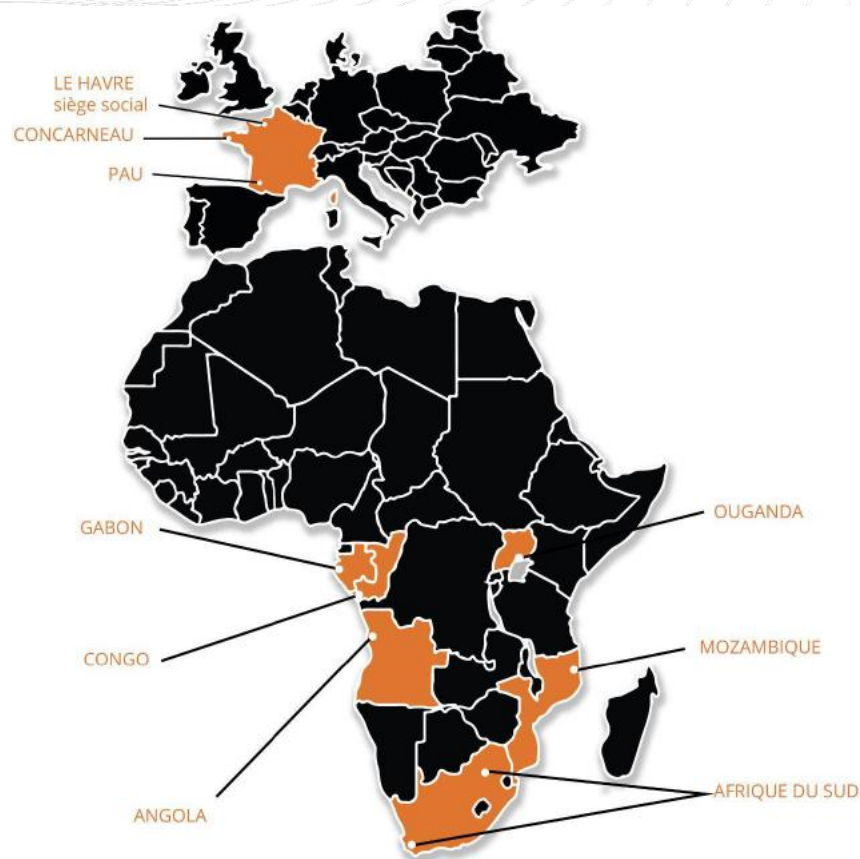 LE HAVRE
siège social
CONCARNEAU
PAU
GABON
OUGANDA
CONGO
MOZAMBIQUE
ANGOLA
AFRIQUE DU SUD